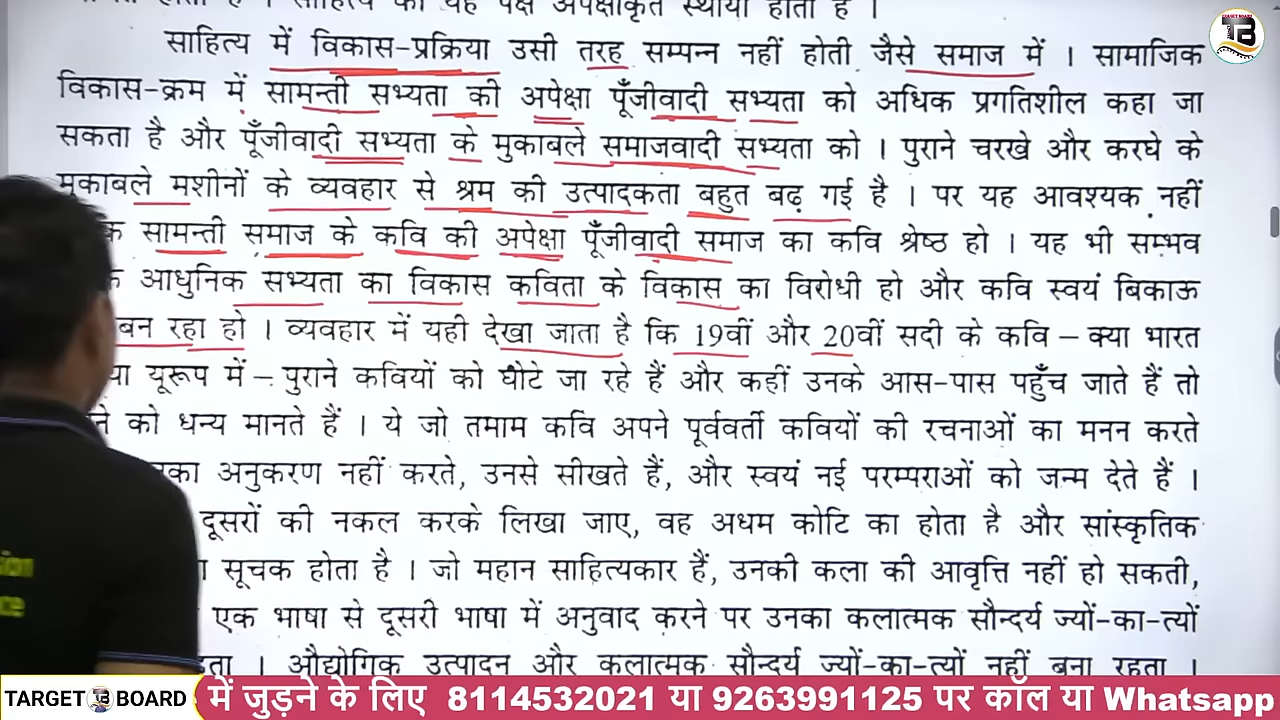 साहित्य का यह पक्ष अपेक्षाकृत स्थायी होता है ।
साहित्य में विकास-प्रक्रिया उसी तरह सम्पन्न नहीं होती जैसे समाज में । सामाजिक
विकास-क्रम में सामन्ती सभ्यता की अपेक्षा पूँजीवादी सभ्यता को अधिक प्रगतिशील कहा जा
सकता है और पूँजीवादी सभ्यता के मुकाबले समाजवादी सभ्यता को । पुराने चरखे और करघे के
मुकाबले मशीनों के व्यवहार से श्रम की उत्पादकता बहुत बढ़ गई है । पर यह आवश्यक नहीं
सामन्ती समाज के कवि की अपेक्षा पूँजीवादी समाज का कवि श्रेष्ठ हो । यह भी सम्भव
आधुनिक सभ्यता का विकास कविता के विकास का विरोधी हो और कवि स्वयं बिकाऊ
बन रहा हो । व्यवहार में यही देखा जाता है कि 19वीं और 20वीं सदी के कवि – क्या भारत
यूरूप में – पुराने कवियों को घोटे जा रहे हैं और कहीं उनके आस-पास पहुँच जाते हैं तो
को धन्य मानते हैं । ये जो तमाम कवि अपने पूर्ववर्ती कवियों की रचनाओं का मनन करते
अनुकरण नहीं करते, उनसे सीखते हैं, और स्वयं नई परम्पराओं को जन्म देते हैं ।
दूसरों की नकल करके लिखा जाए, वह अधम कोटि का होता है और सांस्कृतिक
सूचक होता है । जो महान साहित्यकार हैं, उनकी कला की आवृत्ति नहीं हो सकती,
एक भाषा से दूसरी भाषा में अनुवाद करने पर उनका कलात्मक सौन्दर्य ज्यों-का-त्यों
। औद्योगिक उत्पादन और कलात्मक सौन्दर्य ज्यों-का-त्यों नहीं बना रहता ।
TARGET BOARD में जुड़ने के लिए 8114532021 या 9263991125 पर कॉल या Whatsapp